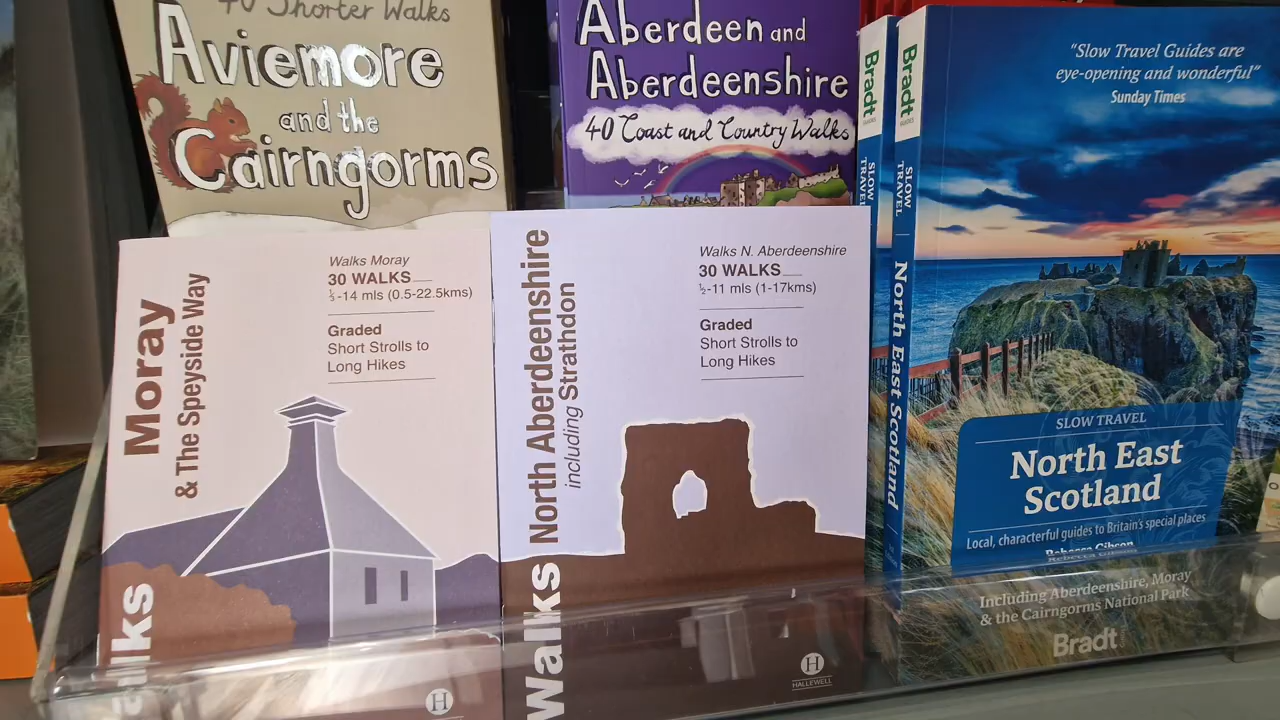 40 Shorter Walks
Aviemore
and the
Cairngorms
Aberdeen and
Aberdeenshire
40 Coast and Country Walks
Moray
& The Speyside Way
Walks Moray
30 WALKS
⅓-14 mls (0.5-22.5kms)
Graded
Short Strolls to
Long Hikes
H
North Aberdeenshire
including Strathdon
Walks
Walks N. Aberdeenshire
30 WALKS
½-11 mls (1-17kms)
Graded
Short Strolls to
Long Hikes
H
HALLEWELL
Bradt
SLOW
TRAVEL
Bradt
SLOW
TRAVEL
North East Scotland
"Slow Travel Guides are
eye-opening and wonderful"
Sunday Times
SLOW TRAVEL
North East
Scotland
Local, characterful guides to Britain's special places
Rebecca Gibson
Including Aberdeenshire, Moray
& the Cairngorms National Park
Bradt